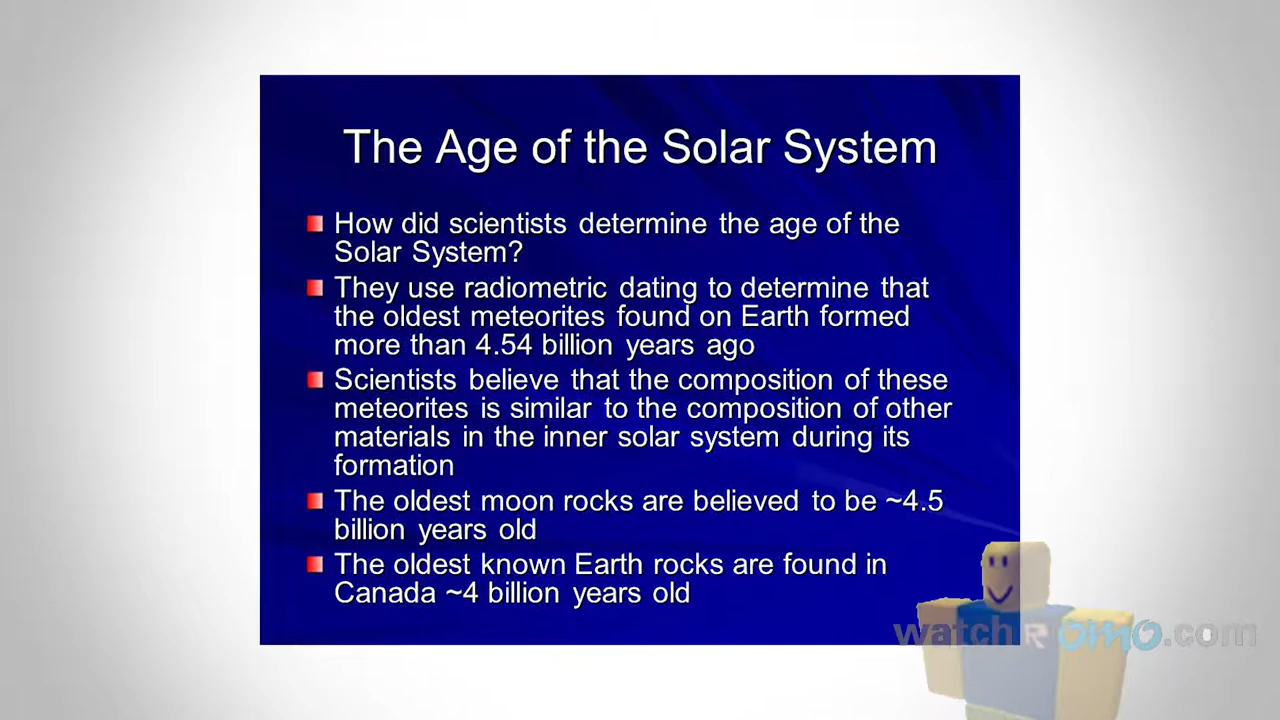 The Age of the Solar System
How did scientists determine the age of the
Solar System?
They use radiometric dating to determine that
the oldest meteorites found on Earth formed
more than 4.54 billion years ago
Scientists believe that the composition of these
meteorites is similar to the composition of other
materials in the inner solar system during its
formation
The oldest moon rocks are believed to be ~4.5
billion years old
The oldest known Earth rocks are found in
Canada ~4 billion years old
watchROMO.com